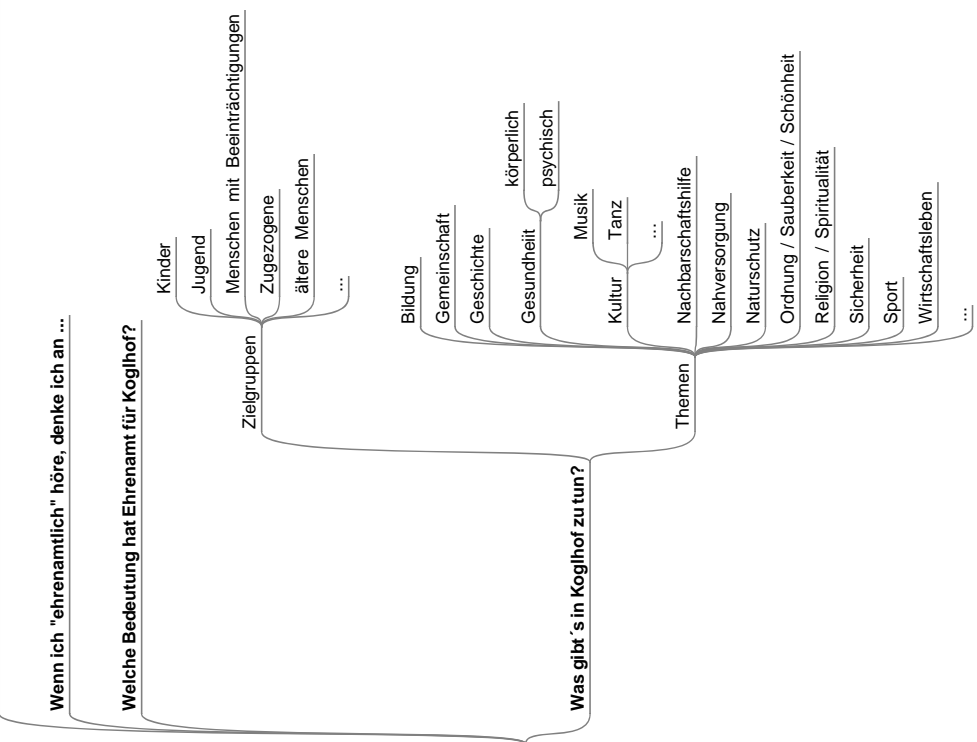 Wenn ich "ehrenamtlich" höre, denke ich an ...
Welche Bedeutung hat Ehrenamt für Koglhof?
Was gibt´s in Koglhof zu tun?
Zielgruppen
Kinder
Jugend
Menschen mit Beeinträchtigungen
Zugezogene
ältere Menschen
...
Themen
Bildung
Gemeinschaft
Geschichte
Gesundheiit
körperlich
psychisch
Kultur
Musik
Tanz
...
Nachbarschaftshilfe
Nahversorgung
Naturschutz
Ordnung / Sauberkeit / Schönheit
Religion / Spiritualität
Sicherheit
Sport
Wirtschaftsleben
...